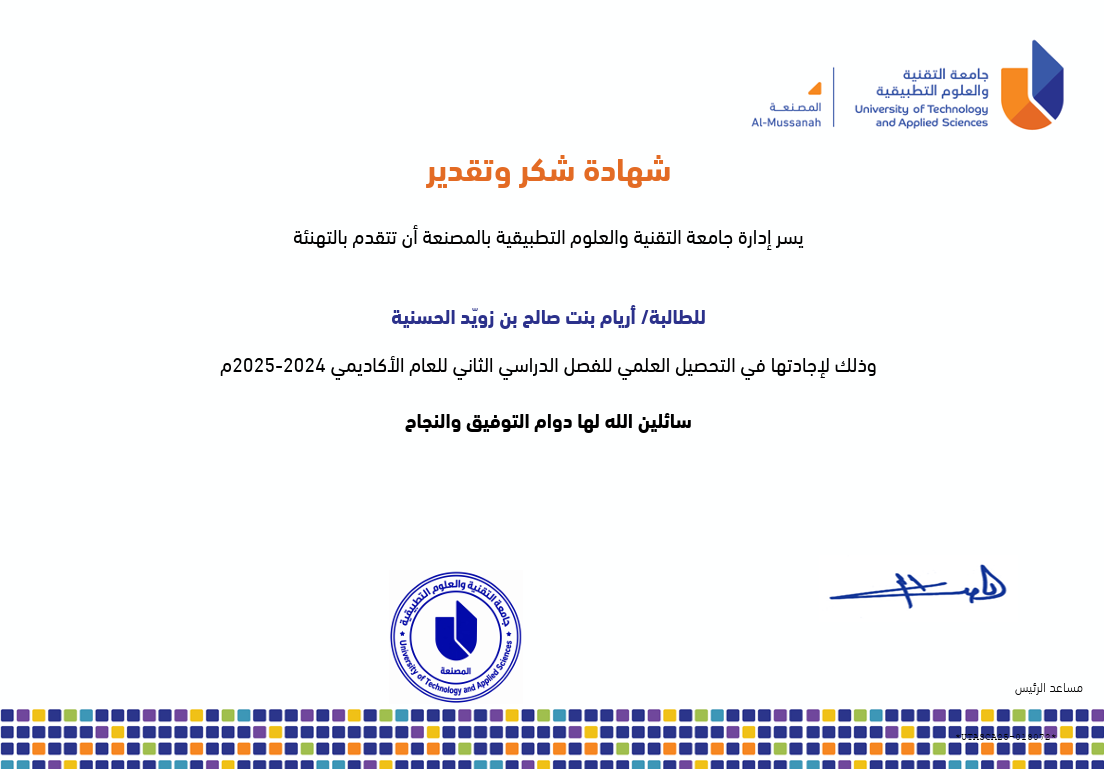 جامعة التقنية
والعلوم التطبيقية
University of Technology
and Applied Sciences
المصنعة
Al-Mussanah
شهادة شكر وتقدير
يسر إدارة جامعة التقنية والعلوم التطبيقية بالمصنعة أن تتقدم بالتهنئة
للطالبة/ أريام بنت صالح بن زويّد الحسنية
وذلك لإجادتها في التحصيل العلمي للفصل الدراسي الثاني للعام الأكاديمي 2024-2025م
سائلين الله لها دوام التوفيق والنجاح
جامعة التقنية والعلوم التطبيقية
المصنعة
University of Technology and Applied Sciences
مساعد الرئيس